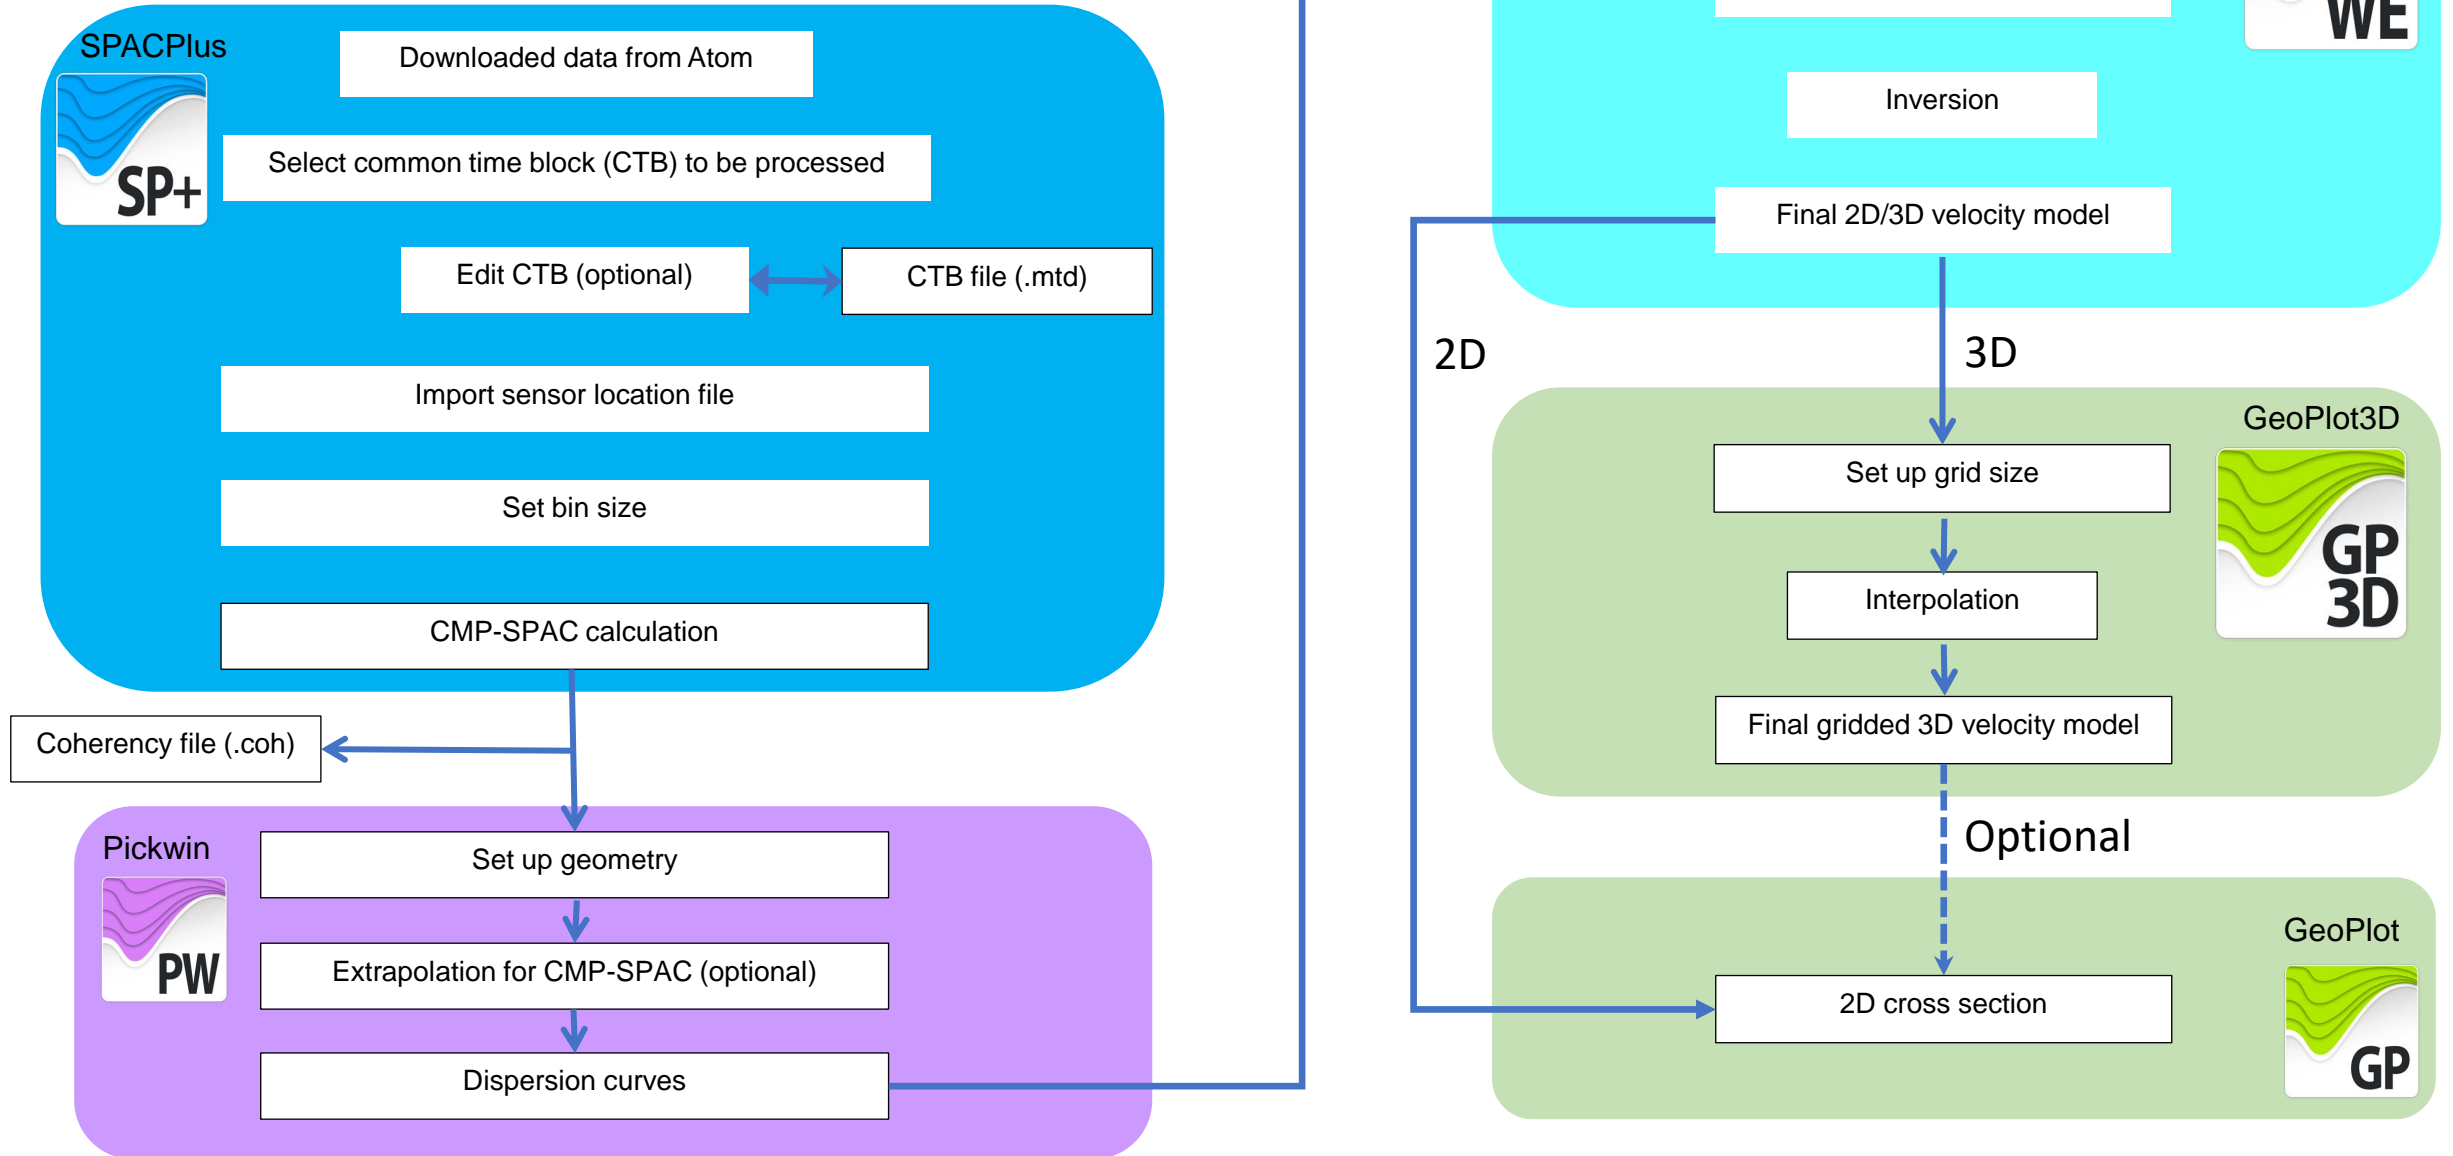 SPACPlus
SP+
Downloaded data from Atom
Select common time block (CTB) to be processed
Edit CTB (optional)
CTB file (.mtd)
Import sensor location file
Set bin size
CMP-SPAC calculation
Coherency file (.coh)
Pickwin
PW
Set up geometry
Extrapolation for CMP-SPAC (optional)
Dispersion curves
WE
Inversion
Final 2D/3D velocity model
2D
3D
GeoPlot3D
GP
3D
Set up grid size
Interpolation
Final gridded 3D velocity model
Optional
GeoPlot
GP
2D cross section